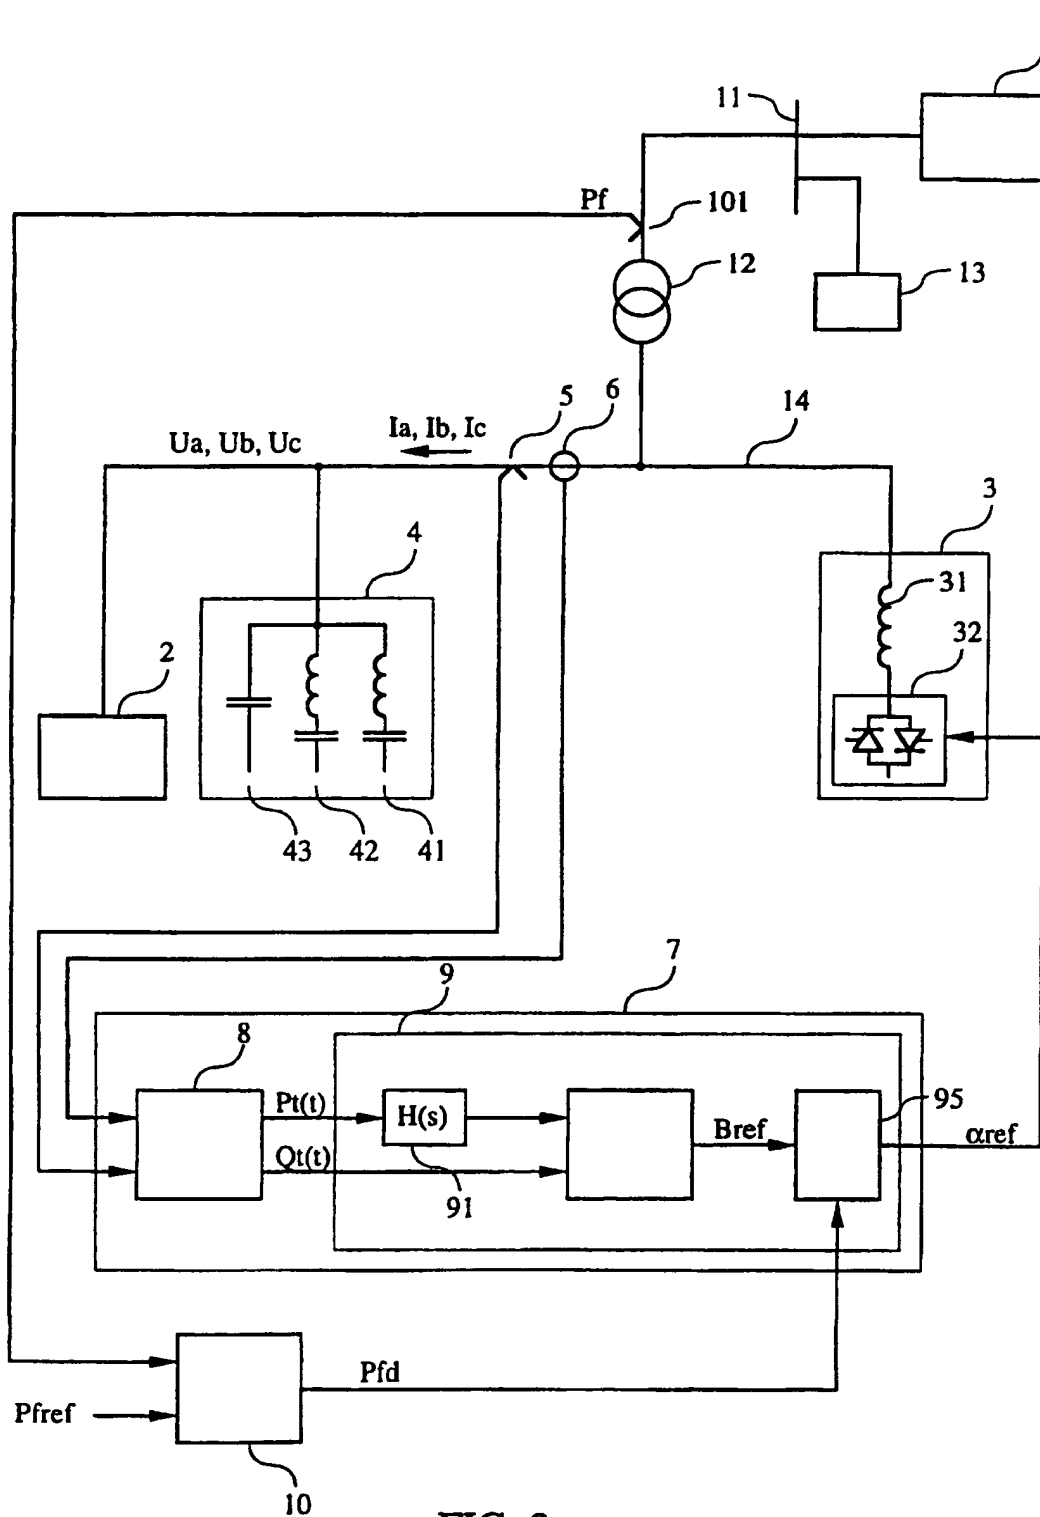 11
Pf
101
12
13
5
6
14
Ia, Ib, Ic
Ua, Ub, Uc
3
4
31
32
2
43
42
41
7
9
8
Pt(t)
H(s)
95
Bref
αref
Qt(t)
91
Pfd
Pfref
10